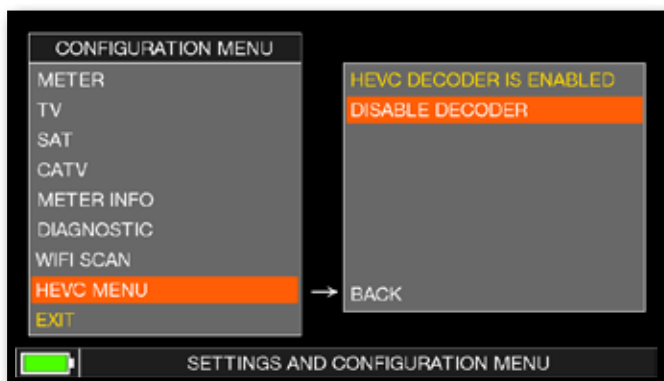 CONFIGURATION MENU
METER
TV
SAT
CATV
METER INFO
DIAGNOSTIC
WIFI SCAN
HEVC MENU
EXIT
HEVC DECODER IS ENABLED
DISABLE DECODER
→ BACK
SETTINGS AND CONFIGURATION MENU